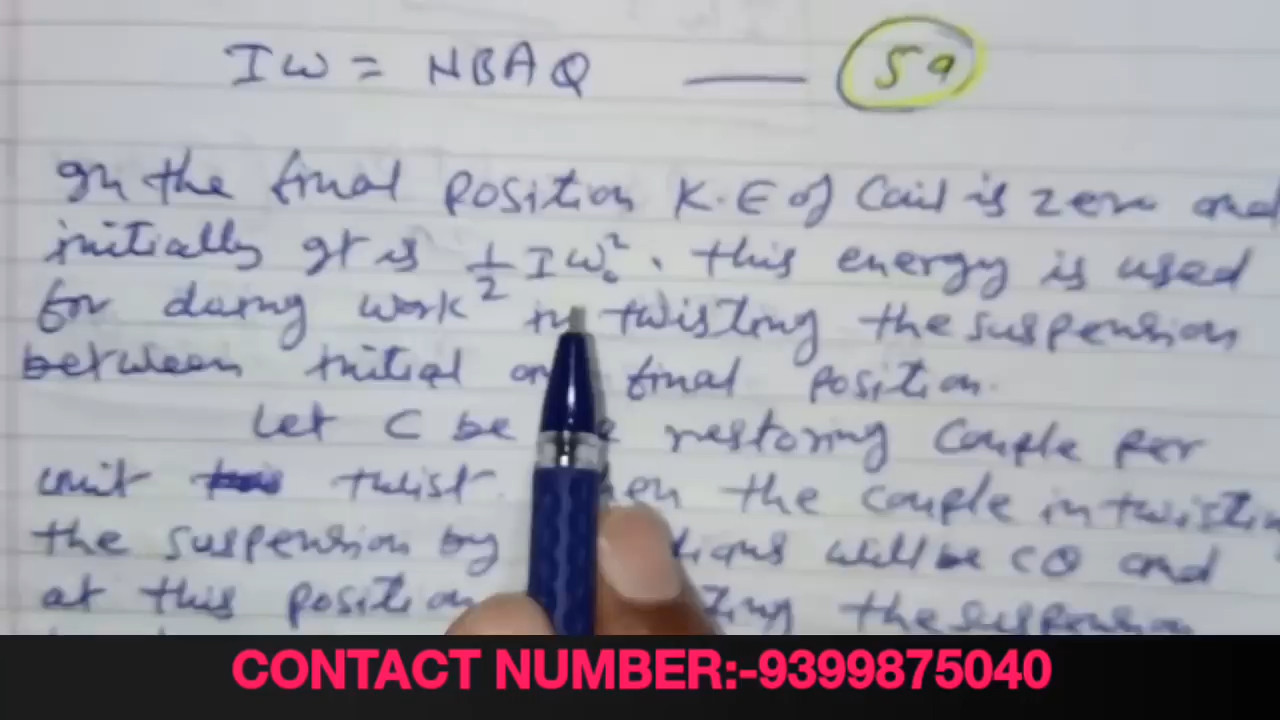 Iω = NBAQ —— 59
In the final position K.E of Coil is zero and
initially It is 1/2 Iω₀². this energy is used
for doing work in twisting the suspension
between initial and final position.
Let C be the restoring couple per
unit twist. Then the couple in twisting
the suspension by will be cθ and
at this position the suspension
CONTACT NUMBER:-9399875040